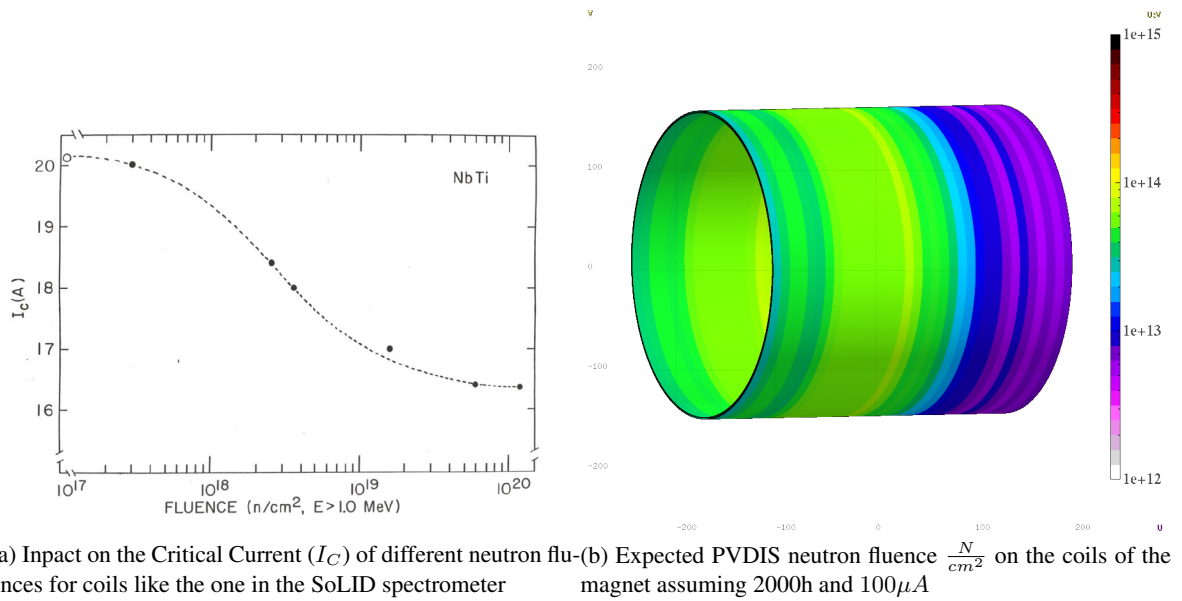 20
19
18
17
16
I_C(A)
NbTi
10^17
10^18
10^19
10^20
FLUENCE (n/cm², E>1.0 MeV)
V
U:V
200
100
0
-100
-200
-200
-100
0
100
200
U
1e+15
1e+14
1e+13
1e+12
a) Inpact on the Critical Current (I_C) of different neutron flu-
nces for coils like the one in the SoLID spectrometer
(b) Expected PVDIS neutron fluence N/cm² on the coils of the
magnet assuming 2000h and 100μA